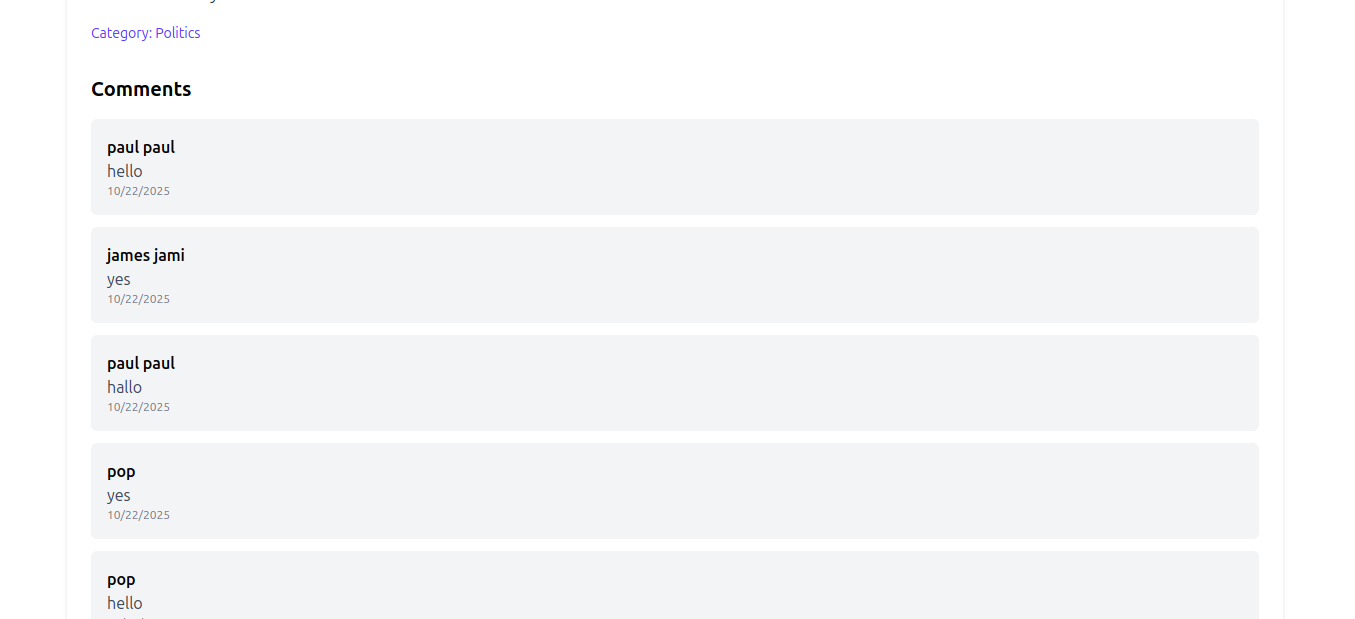 Category: Politics
Comments
paul paul
hello
10/22/2025
james jami
yes
10/22/2025
paul paul
hallo
10/22/2025
pop
yes
10/22/2025
pop
hello